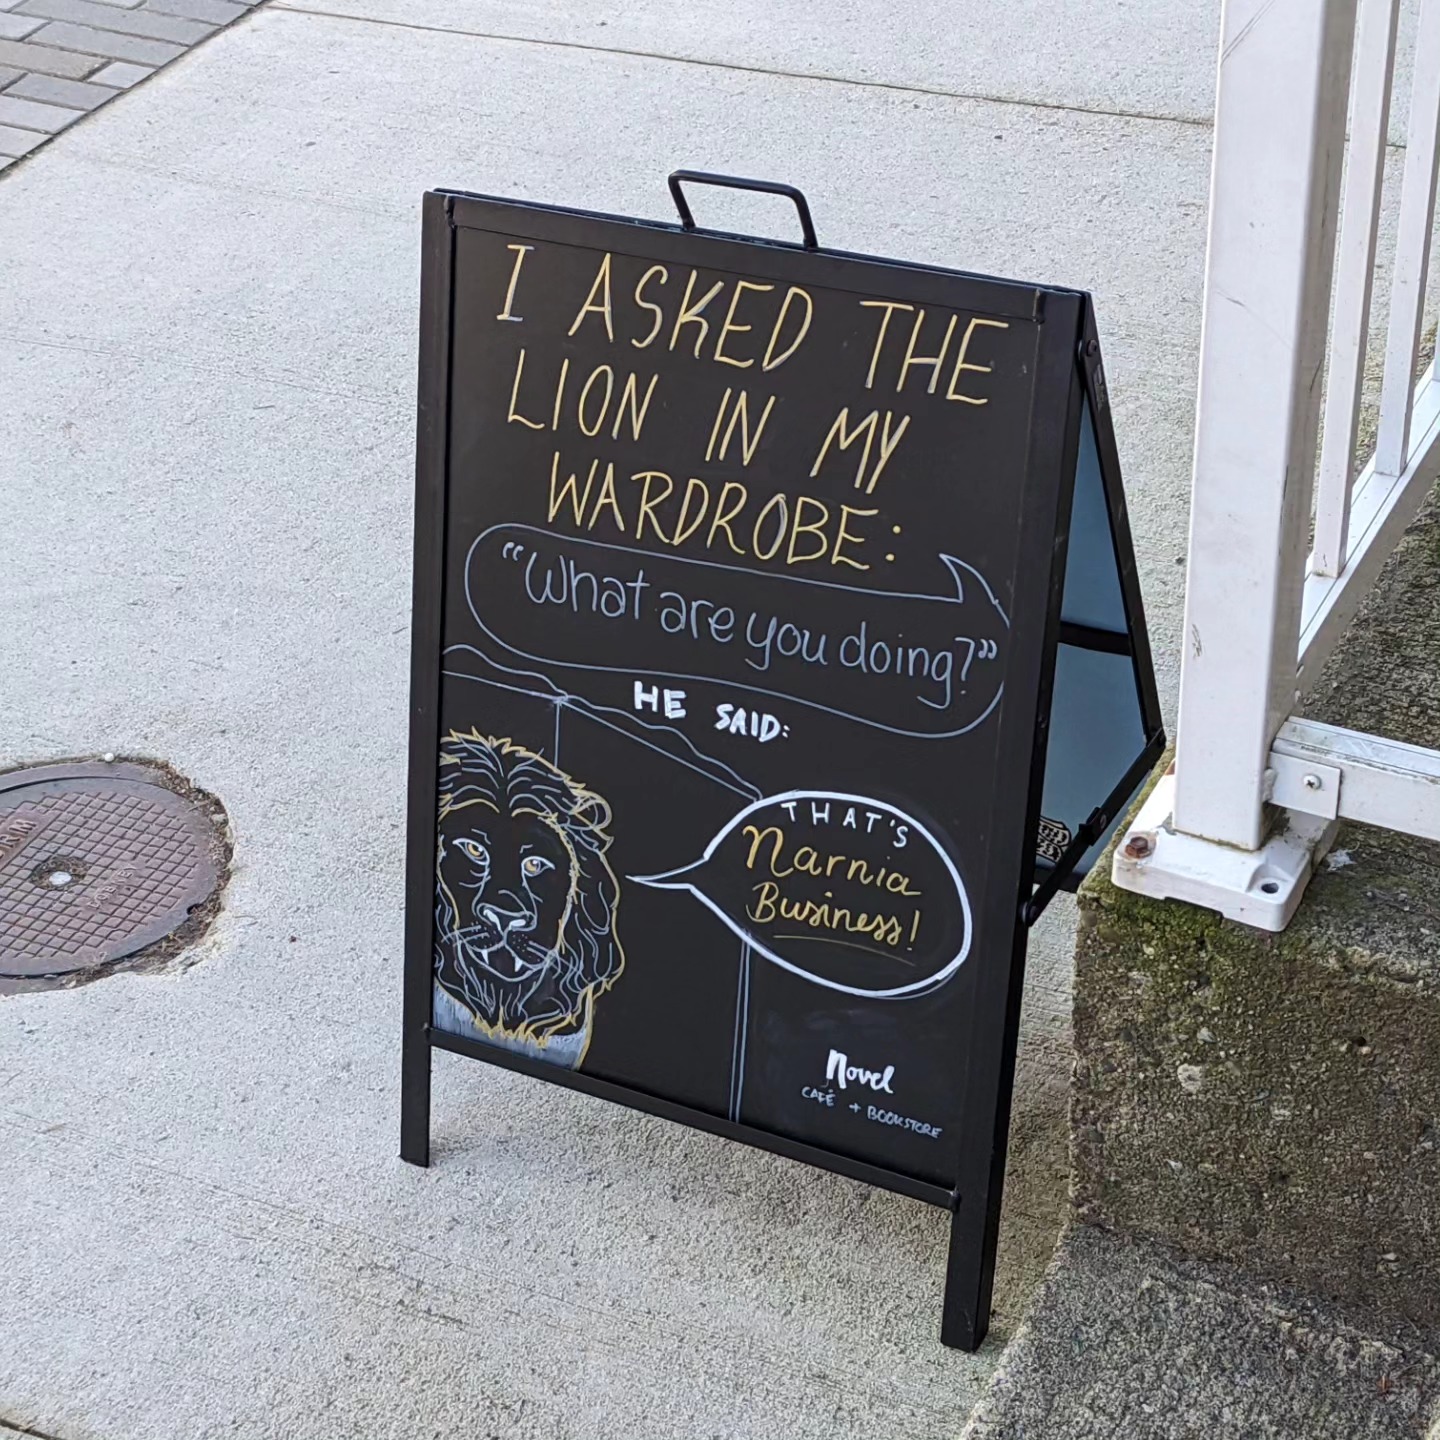 I ASKED THE
LION IN MY
WARDROBE:
“What are you doing?”
HE SAID:
THAT'S
Narnia
Business!
Novel
CAFÉ + BOOKSTORE